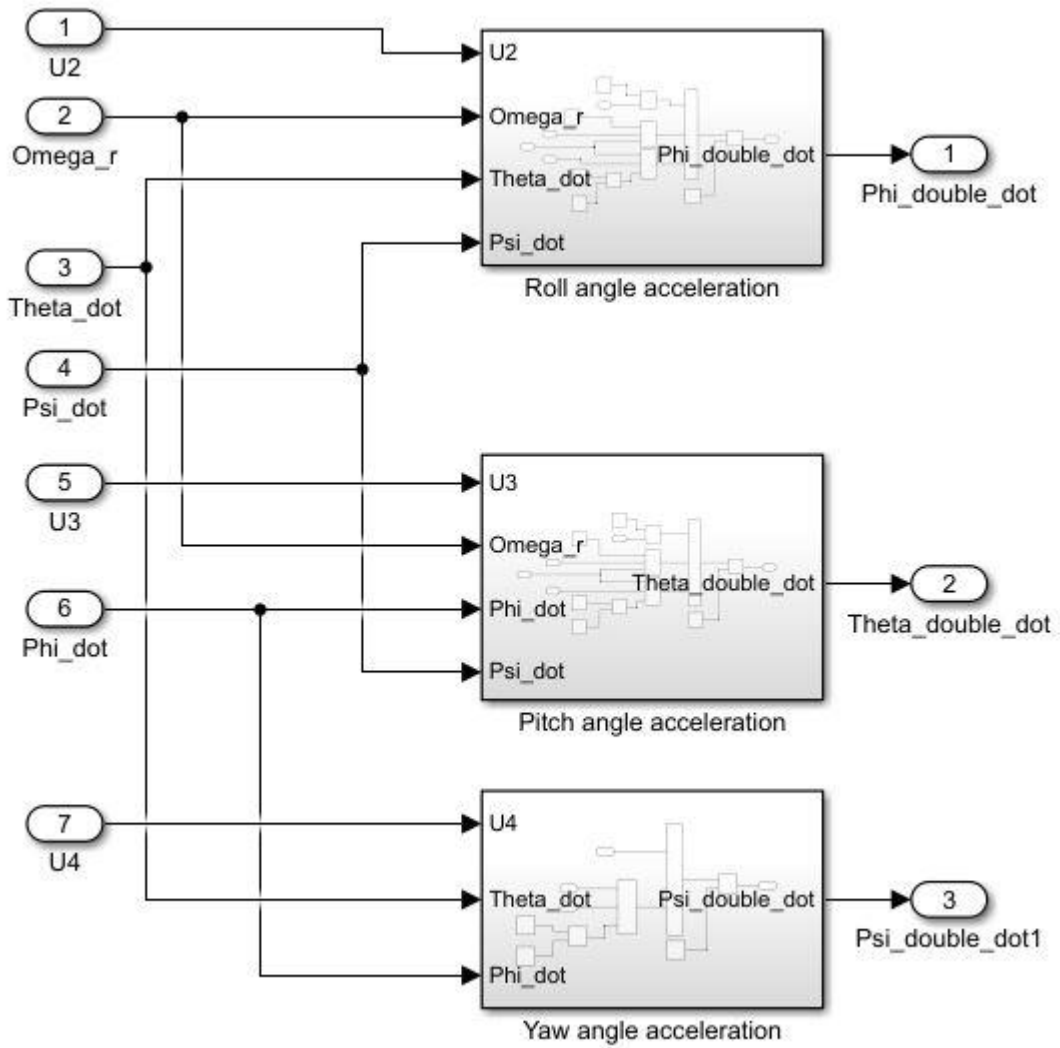 1
U2
2
Omega_r
3
Theta_dot
4
Psi_dot
5
U3
6
Phi_dot
7
U4
U2
Omega_r
Theta_dot
Psi_dot
Phi_double_dot
Roll angle acceleration
1
Phi_double_dot
U3
Omega_r
Phi_dot
Psi_dot
Theta_double_dot
Pitch angle acceleration
2
Theta_double_dot
U4
Theta_dot
Phi_dot
Psi_double_dot
Yaw angle acceleration
3
Psi_double_dot1